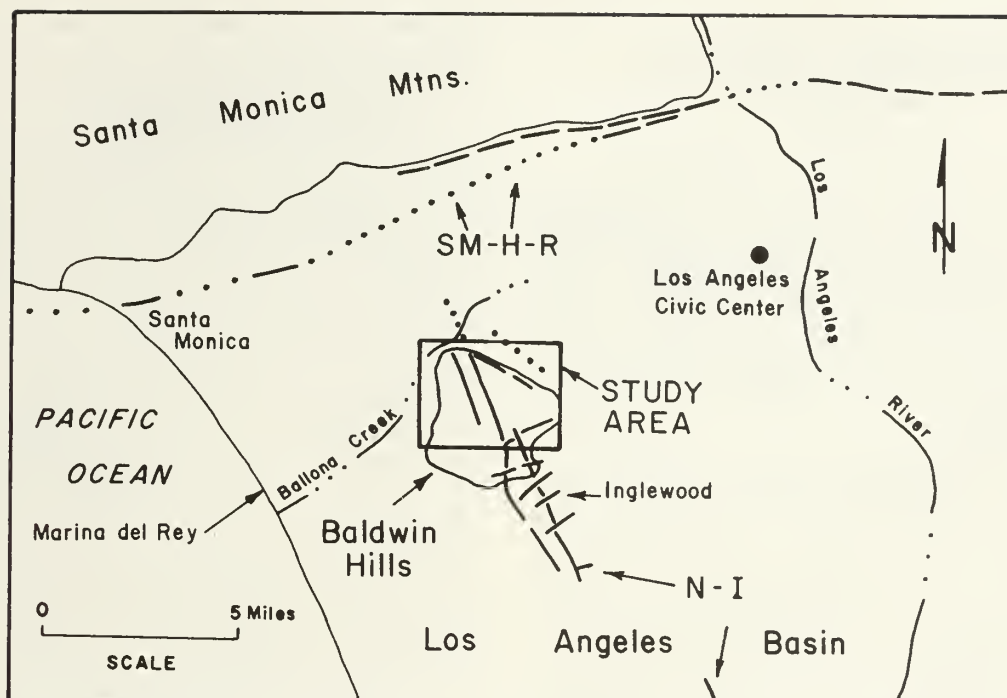 Santa Monica Mtns.
Los
SM-H-R
N
Los Angeles
Civic Center
Angeles
Santa
Monica
STUDY
AREA
PACIFIC
OCEAN
River
Ballona Creek
Inglewood
Marina del Rey
Baldwin
Hills
N-I
0 5 Miles
SCALE
Los Angeles Basin